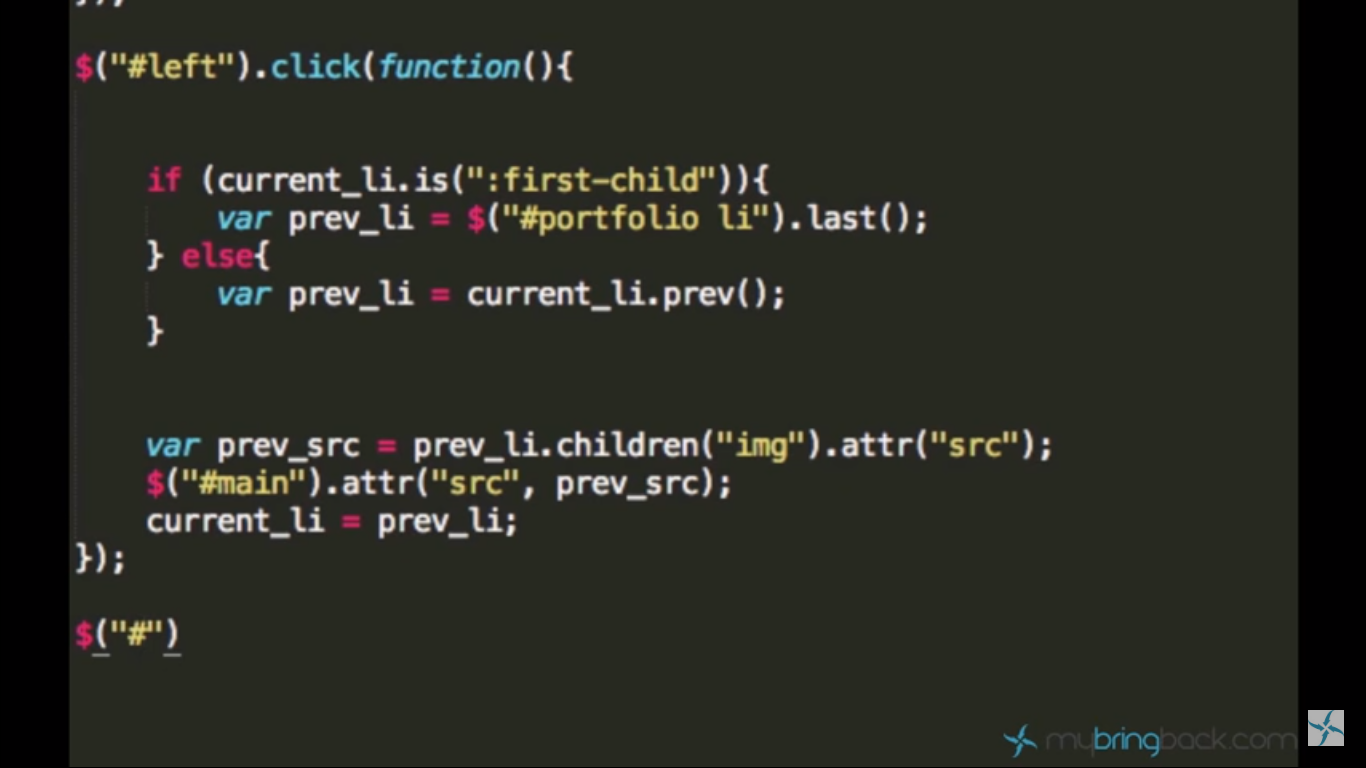 });
$("#left").click(function(){
if (current_li.is(":first-child")){
var prev_li = $("#portfolio li").last();
} else{
var prev_li = current_li.prev();
}
var prev_src = prev_li.children("img").attr("src");
$("#main").attr("src", prev_src);
current_li = prev_li;
});
$("#")
mybringback.com